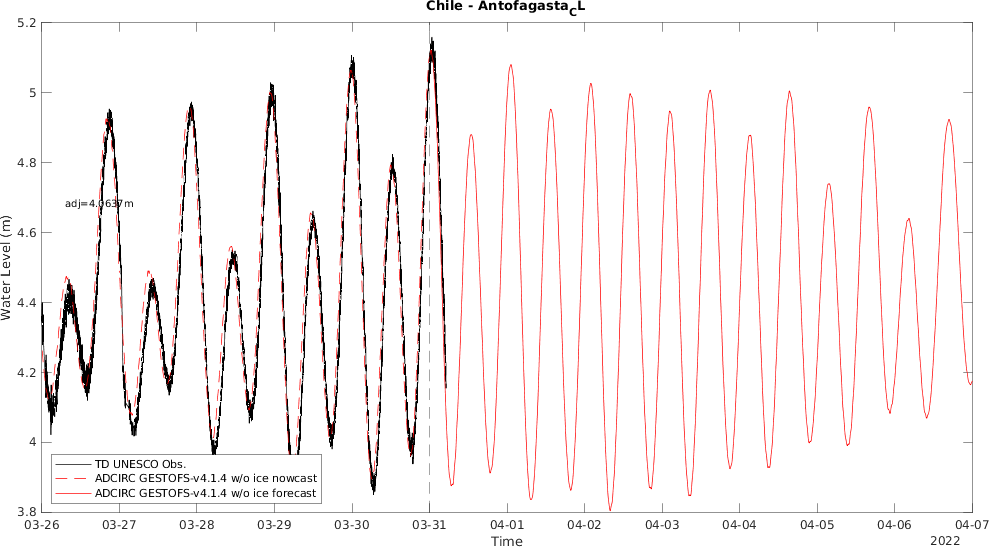 Chile - Antofagasta_CL
5.2
5
4.8
4.6
4.4
4.2
4
3.8
Water Level (m)
adj=4.0637m
TD UNESCO Obs.
ADCIRC GESTOFS-v4.1.4 w/o ice nowcast
ADCIRC GESTOFS-v4.1.4 w/o ice forecast
03-26 03-27 03-28 03-29 03-30 03-31 04-01 04-02 04-03 04-04 04-05 04-06 04-07
Time
2022